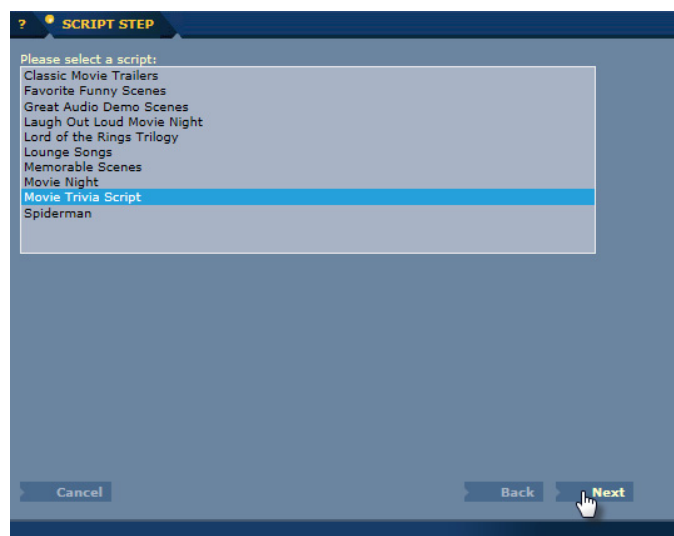 ? SCRIPT STEP
Please select a script:
Classic Movie Trailers
Favorite Funny Scenes
Great Audio Demo Scenes
Laugh Out Loud Movie Night
Lord of the Rings Trilogy
Lounge Songs
Memorable Scenes
Movie Night
Movie Trivia Script
Spiderman
Cancel Back Next